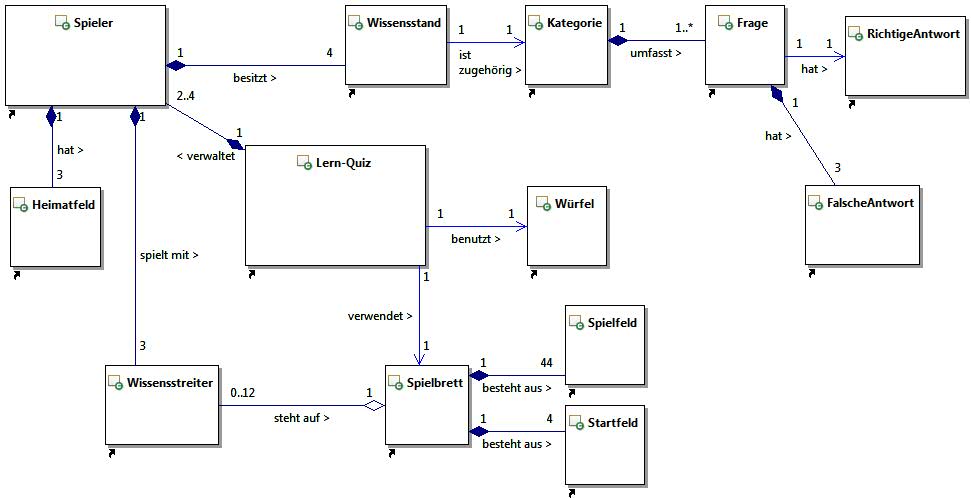 Spieler
Wissensstand
Kategorie
Frage
RichtigeAntwort
1
4
besitzt >
1
1
ist
zugehörig >
1
1..*
umfasst >
1
1
hat >
2..4
1
< verwaltet
1
hat >
3
1
1
hat >
3
Lern-Quiz
Heimatfeld
Würfel
FalscheAntwort
1
1
benutzt >
spielt mit >
3
1
verwendet >
1
Spielfeld
Wissensstreiter
Spielbrett
0..12
1
steht auf >
1
44
besteht aus >
Startfeld
1
4
besteht aus >